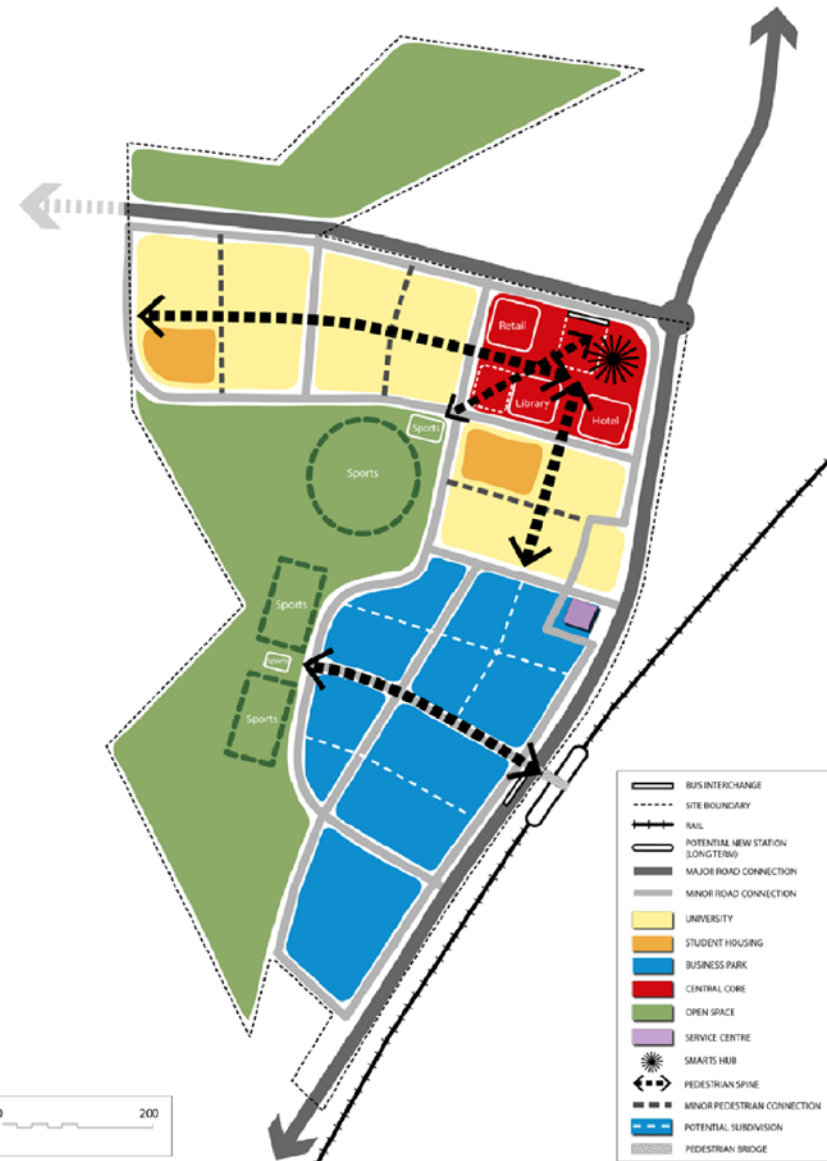 Retail
Library
Hotel
Sports
Sports
Sports
Sports
Sports
BUS INTERCHANGE
SITE BOUNDARY
RAIL
POTENTIAL NEW STATION
(LONG TERM)
MAJOR ROAD CONNECTION
MINOR ROAD CONNECTION
UNIVERSITY
STUDENT HOUSING
BUSINESS PARK
CENTRAL CORE
OPEN SPACE
SERVICE CENTRE
SMARTS HUB
PEDESTRIAN SPINE
MINOR PEDESTRIAN CONNECTION
POTENTIAL SUBDIVISION
PEDESTRIAN BRIDGE
0 200